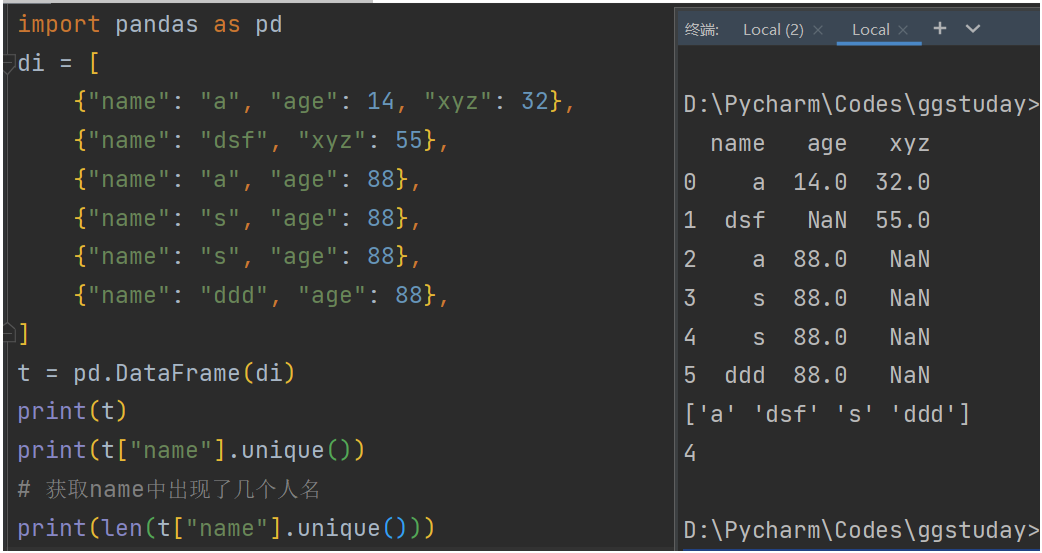 import pandas as pd
di = [
    {"name": "a", "age": 14, "xyz": 32},
    {"name": "dsf", "xyz": 55},
    {"name": "a", "age": 88},
    {"name": "s", "age": 88},
    {"name": "s", "age": 88},
    {"name": "ddd", "age": 88},
]
t = pd.DataFrame(di)
print(t)
print(t["name"].unique())
# 获取name中出现了几个人名
print(len(t["name"].unique()))
终端: Local (2) × Local × +
D:\Pycharm\Codes\ggstuday>
  name   age   xyz
0    a  14.0  32.0
1  dsf   NaN  55.0
2    a  88.0   NaN
3    s  88.0   NaN
4    s  88.0   NaN
5  ddd  88.0   NaN
['a' 'dsf' 's' 'ddd']
4
D:\Pycharm\Codes\ggstuday>